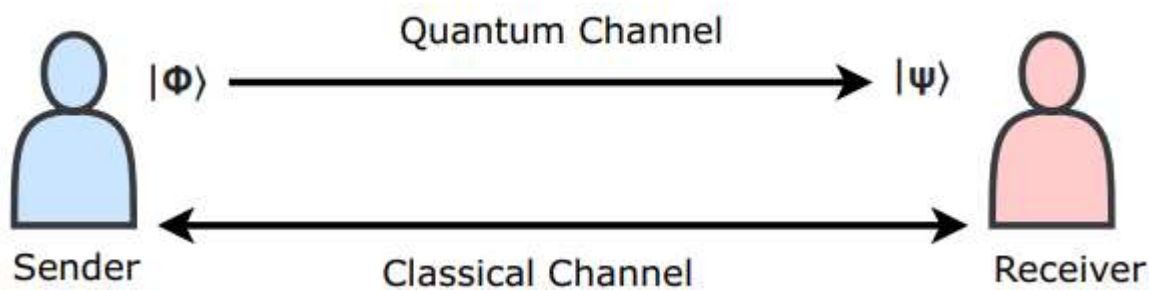 Quantum Channel
|Φ⟩
|ψ⟩
Sender
Classical Channel
Receiver